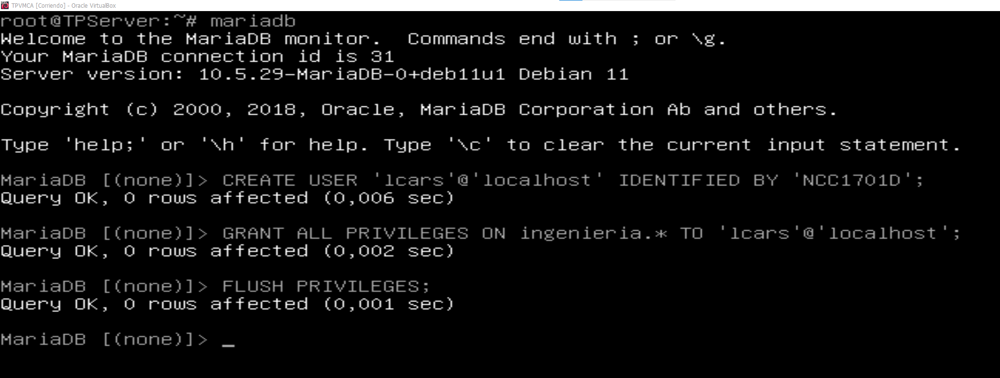 TPVMCA [Corriendo] - Oracle VirtualBox
root@TPServer:~# mariadb
Welcome to the MariaDB monitor.  Commands end with ; or \g.
Your MariaDB connection id is 31
Server version: 10.5.29-MariaDB-0+deb11u1 Debian 11
Copyright (c) 2000, 2018, Oracle, MariaDB Corporation Ab and others.
Type 'help;' or '\h' for help. Type '\c' to clear the current input statement.
MariaDB [(none)]> CREATE USER 'lcars'@'localhost' IDENTIFIED BY 'NCC1701D';
Query OK, 0 rows affected (0,006 sec)
MariaDB [(none)]> GRANT ALL PRIVILEGES ON ingenieria.* TO 'lcars'@'localhost';
Query OK, 0 rows affected (0,002 sec)
MariaDB [(none)]> FLUSH PRIVILEGES;
Query OK, 0 rows affected (0,001 sec)
MariaDB [(none)]> _